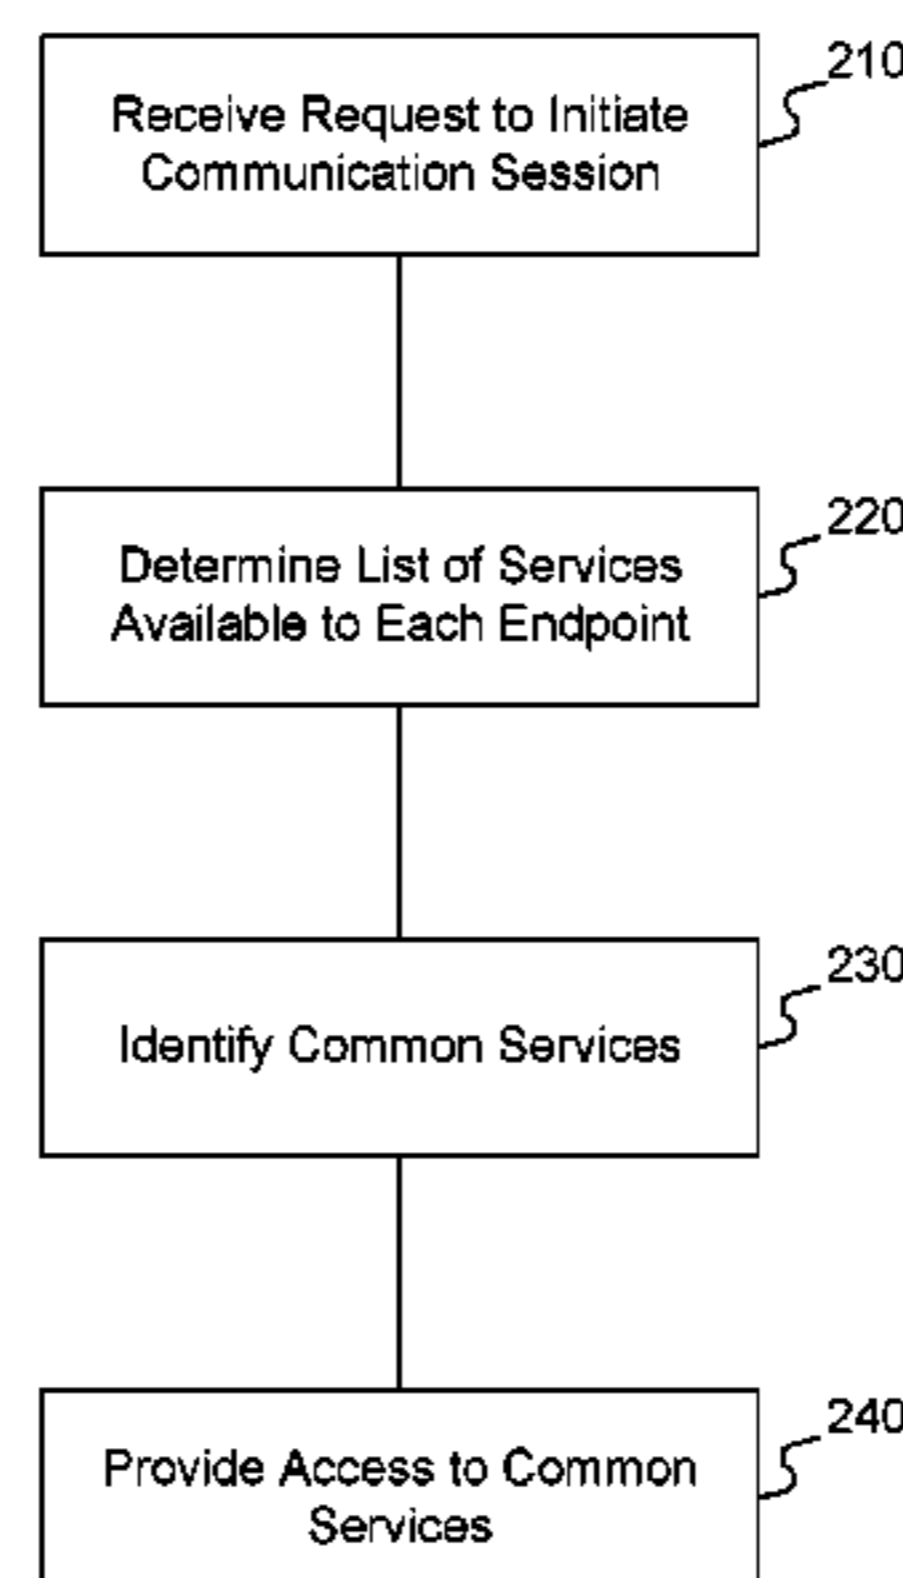 210
Receive Request to Initiate
Communication Session
220
Determine List of Services
Available to Each Endpoint
230
Identify Common Services
240
Provide Access to Common
Services